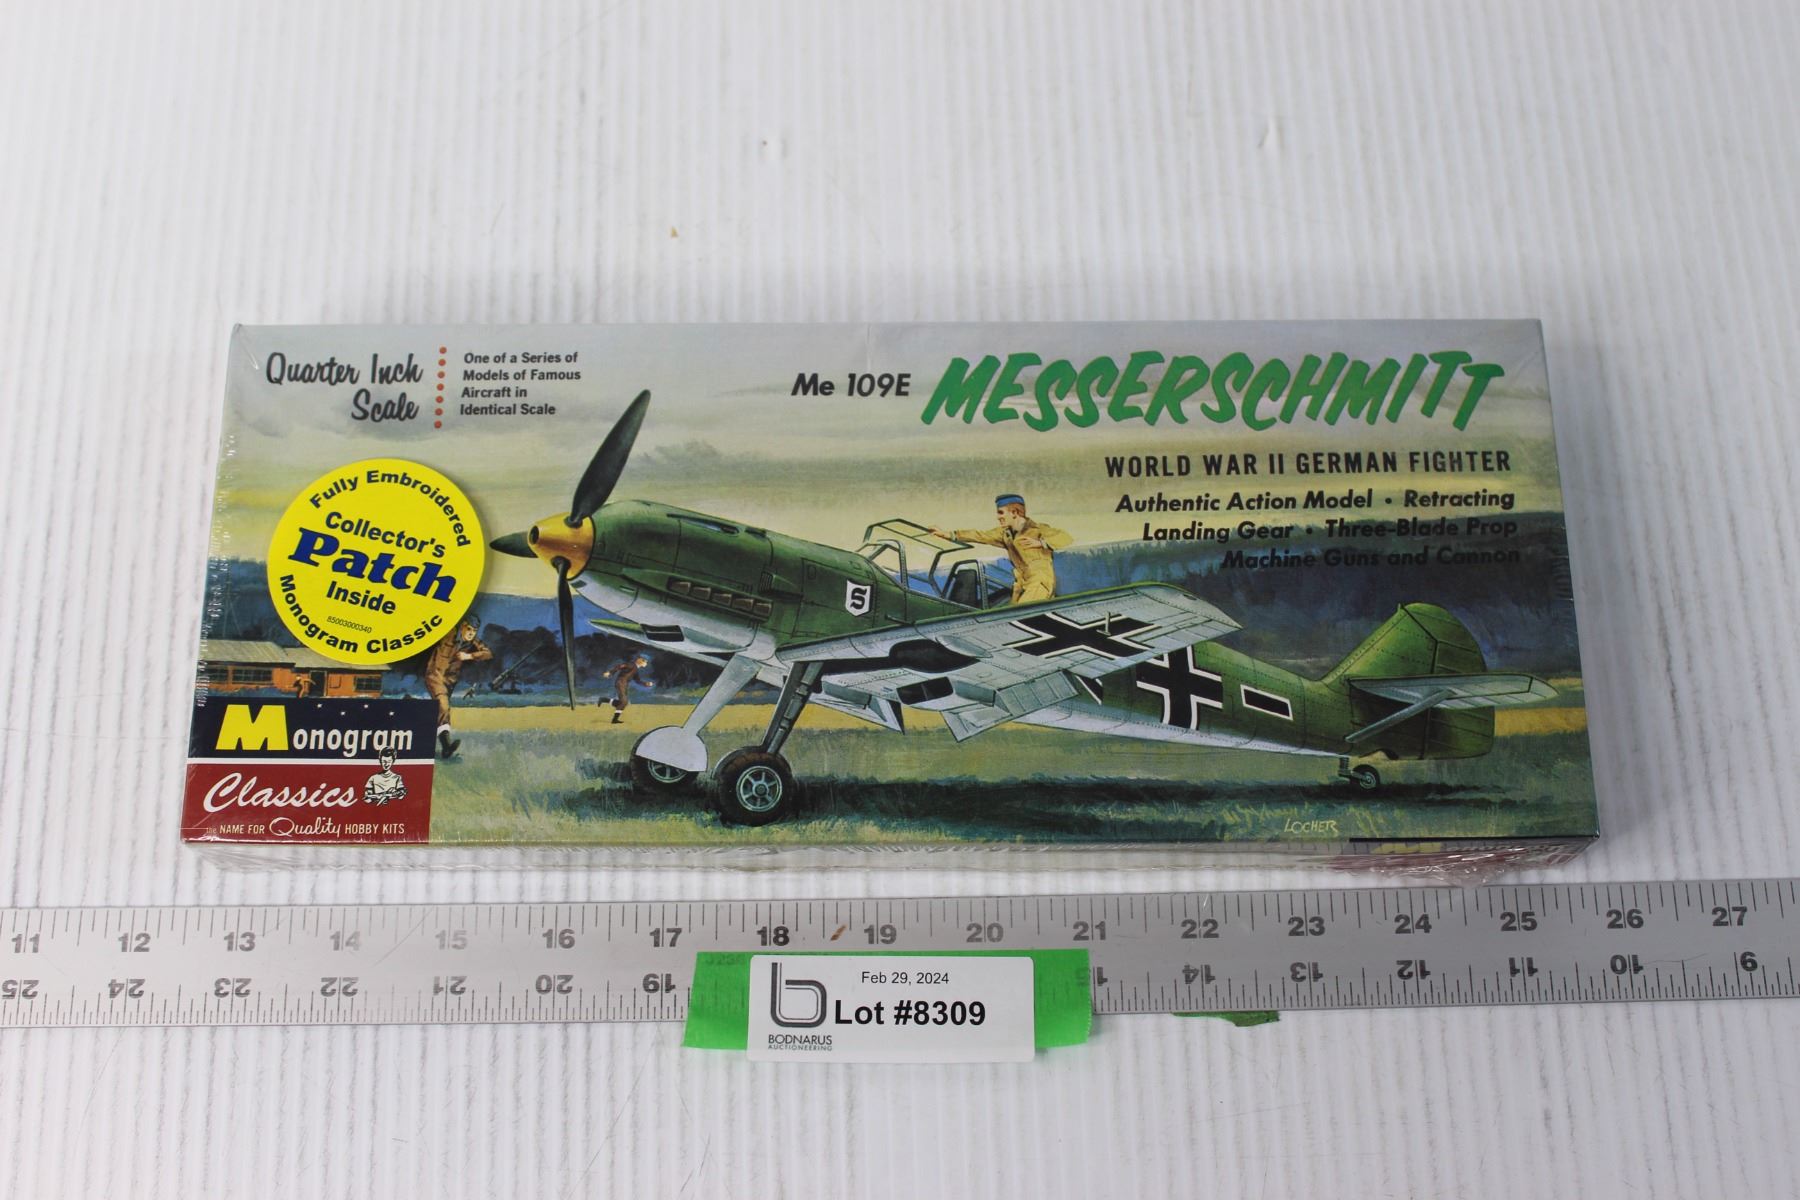 Quarter Inch
Scale
One of a Series of
Models of Famous
Aircraft in
Identical Scale
Me 109E MESSERSCHMITT
WORLD WAR II GERMAN FIGHTER
Authentic Action Model • Retracting
Landing Gear • Three-Blade Prop
Machine Guns and Cannon
Fully Embroidered
Collector's
Patch
Inside
85003000340
Monogram Classic
S
Monogram
Classics
the NAME FOR Quality HOBBY KITS
LOCHER
11 12 13 14 15 16 17 18 19 20 21 22 23 24 25 26 27
25 24 23 22 21 20 19 15 14 13 12 11 10 9
Feb 29, 2024
Lot #8309
BODNARUS
AUCTIONEERING